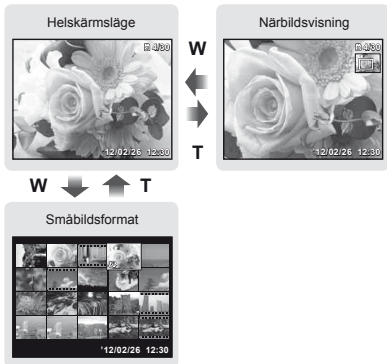 Helskärmsläge
4/30
'12/02/26 12:30
W
T
Närbildsvisning
4/30
'12/02/26 12:30
W T
Småbildsformat
'12/02/26 12:30